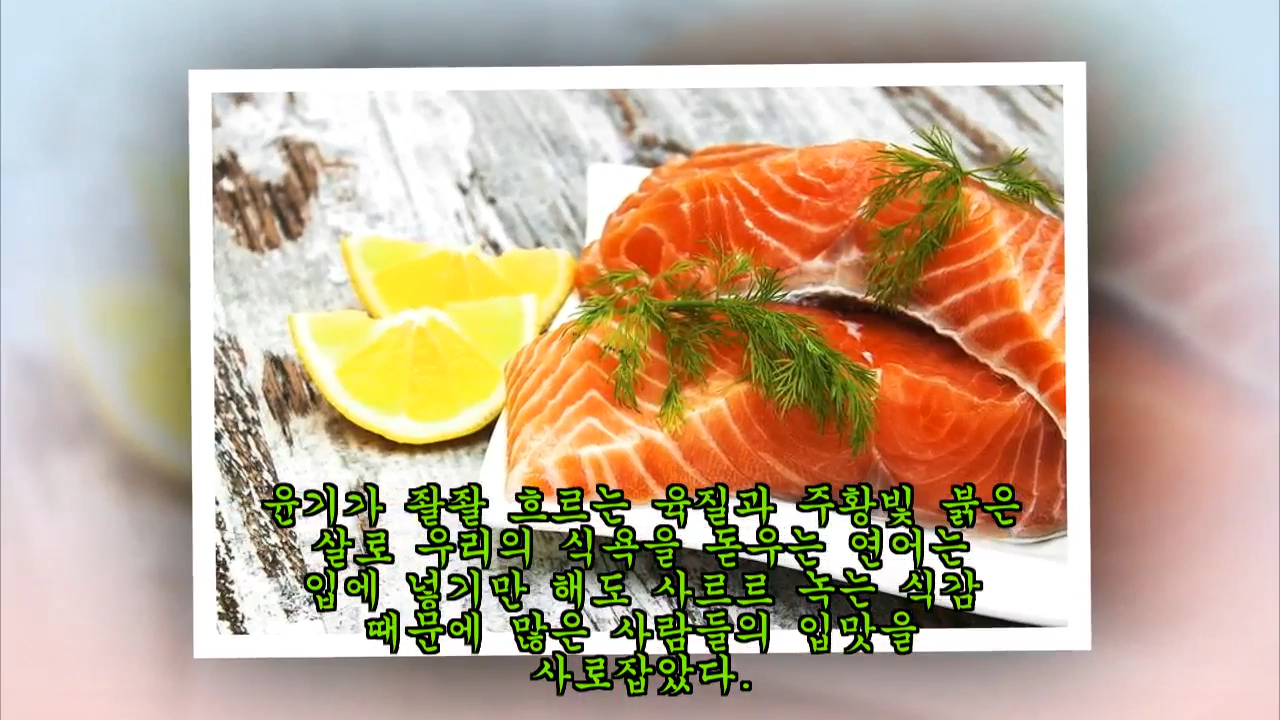 윤기가 좔좔 흐르는 육질과 주황빛 붉은
살로 우리의 식욕을 돋우는 연어는
입에 넣기만 해도 사르르 녹는 식감
때문에 많은 사람들의 입맛을
사로잡았다.